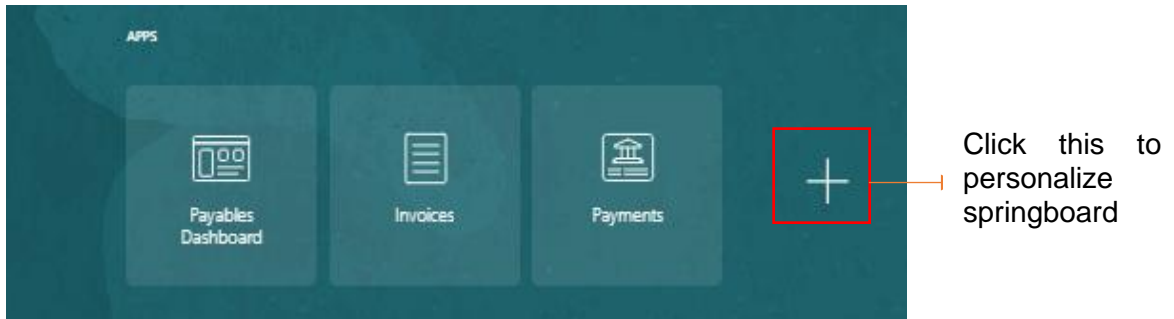 APPS
Payables
Dashboard
Invoices
Payments
Click this to
personalize
springboard